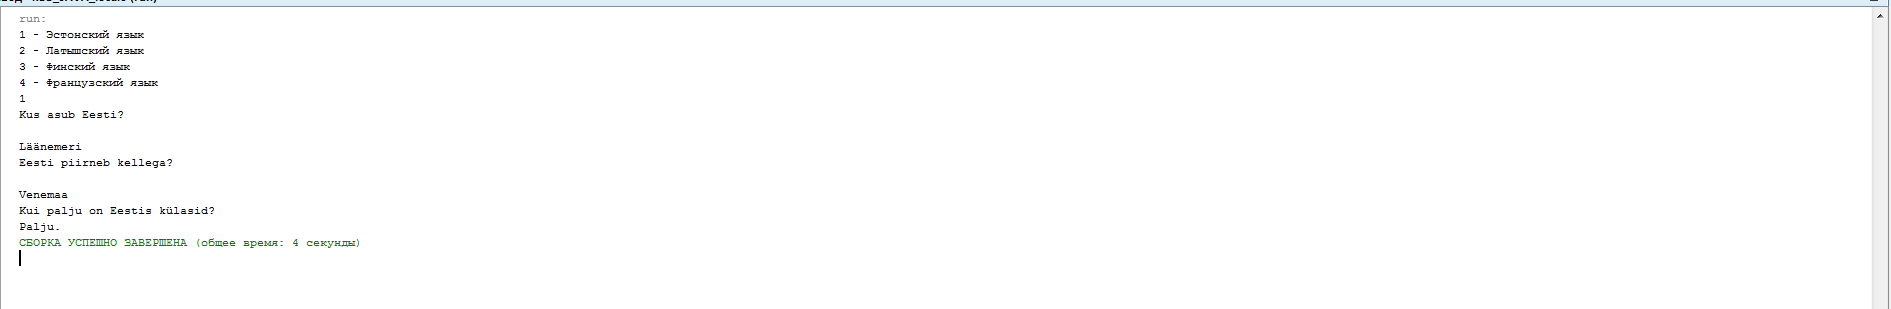 run:
1 - Эстонский язык
2 - Латышский язык
3 - Финский язык
4 - Французский язык
1
Kus asub Eesti?
Läänemeri
Eesti piirneb kellega?
Venemaa
Kui palju on Eestis külasid?
Palju.
СБОРКА УСПЕШНО ЗАВЕРШЕНА (общее время: 4 секунды)